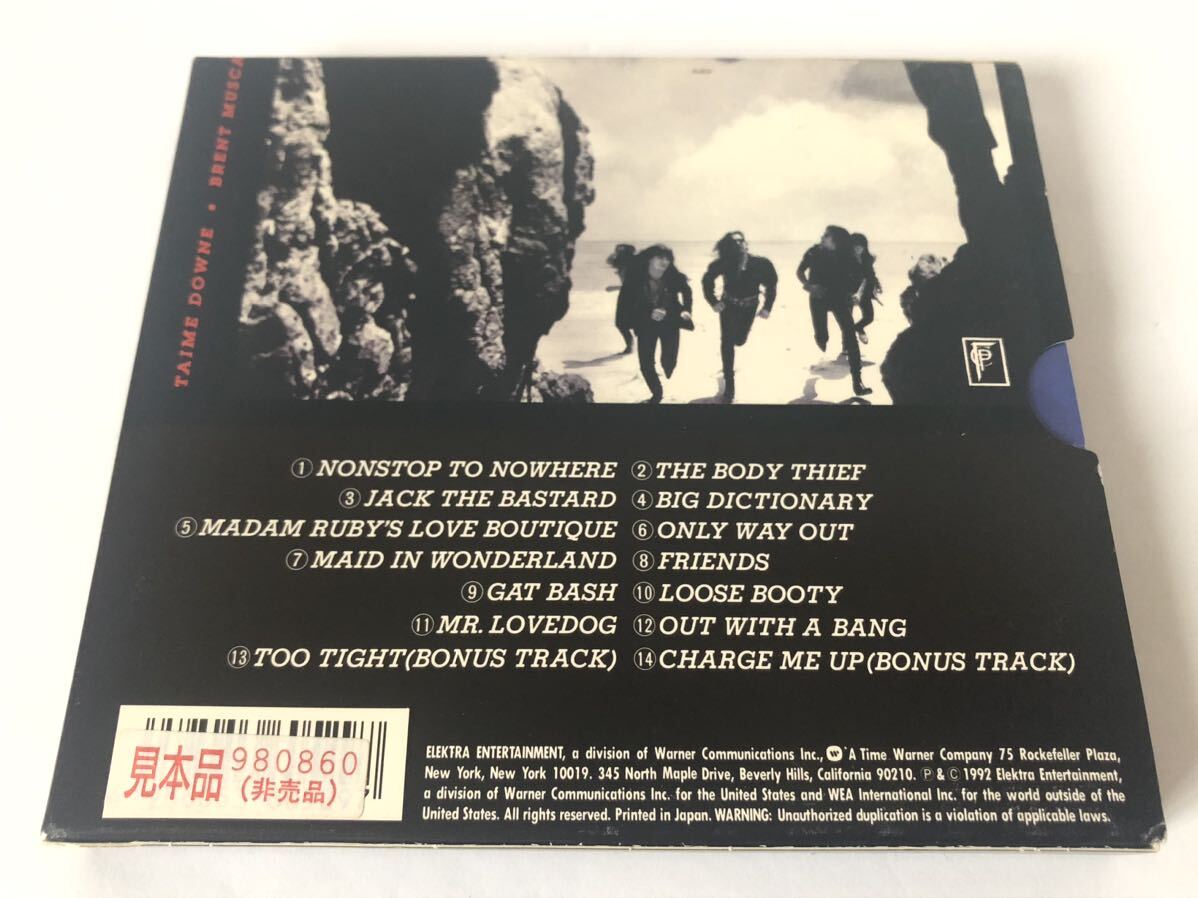 TAIME DOWNE • BRENT MUSCA
① NONSTOP TO NOWHERE ② THE BODY THIEF
③ JACK THE BASTARD ④ BIG DICTIONARY
⑤ MADAM RUBY'S LOVE BOUTIQUE ⑥ ONLY WAY OUT
⑦ MAID IN WONDERLAND ⑧ FRIENDS
⑨ GAT BASH ⑩ LOOSE BOOTY
⑪ MR. LOVEDOG ⑫ OUT WITH A BANG
⑬ TOO TIGHT(BONUS TRACK) ⑭ CHARGE ME UP(BONUS TRACK)
見本品 980860
(非売品)
ELEKTRA ENTERTAINMENT, a division of Warner Communications Inc., A Time Warner Company 75 Rockefeller Plaza,
New York, New York 10019. 345 North Maple Drive, Beverly Hills, California 90210. ℗ & © 1992 Elektra Entertainment,
a division of Warner Communications Inc. for the United States and WEA International Inc. for the world outside of the
United States. All rights reserved. Printed in Japan. WARNING: Unauthorized duplication is a violation of applicable laws.